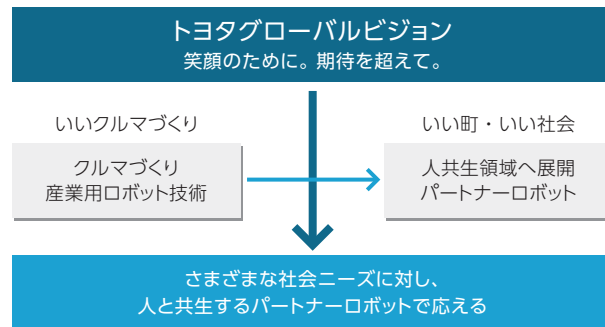 トヨタグローバルビジョン
笑顔のために。期待を超えて。
いいクルマづくり
クルマづくり
産業用ロボット技術
いい町・いい社会
人共生領域へ展開
パートナーロボット
さまざまな社会ニーズに対し、
人と共生するパートナーロボットで応える